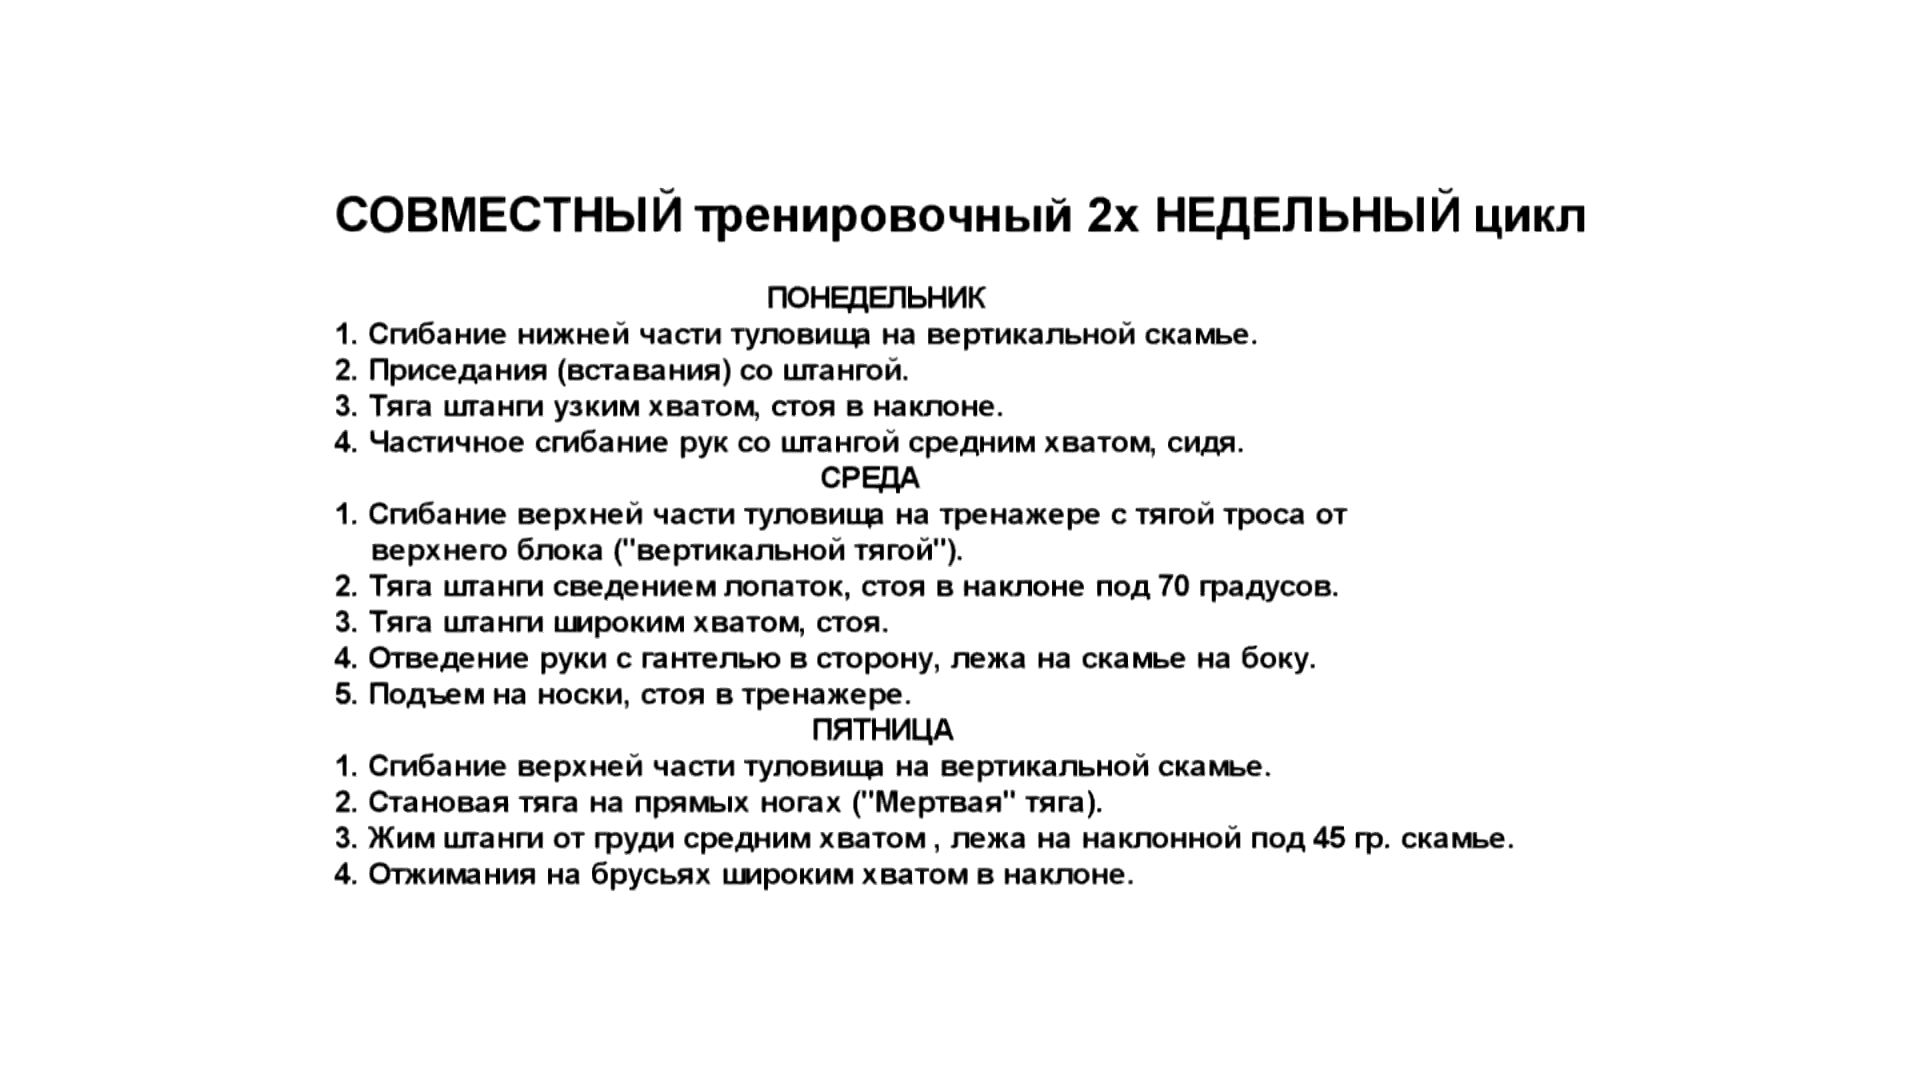 СОВМЕСТНЫЙ тренировочный 2х НЕДЕЛЬНЫЙ цикл
ПОНЕДЕЛЬНИК
1. Сгибание нижней части туловища на вертикальной скамье.
2. Приседания (вставания) со штангой.
3. Тяга штанги узким хватом, стоя в наклоне.
4. Частичное сгибание рук со штангой средним хватом, сидя.
СРЕДА
1. Сгибание верхней части туловища на тренажере с тягой троса от
верхнего блока ("вертикальной тягой").
2. Тяга штанги сведением лопаток, стоя в наклоне под 70 градусов.
3. Тяга штанги широким хватом, стоя.
4. Отведение руки с гантелью в сторону, лежа на скамье на боку.
5. Подъем на носки, стоя в тренажере.
ПЯТНИЦА
1. Сгибание верхней части туловища на вертикальной скамье.
2. Становая тяга на прямых ногах ("Мертвая" тяга).
3. Жим штанги от груди средним хватом , лежа на наклонной под 45 гр. скамье.
4. Отжимания на брусьях широким хватом в наклоне.